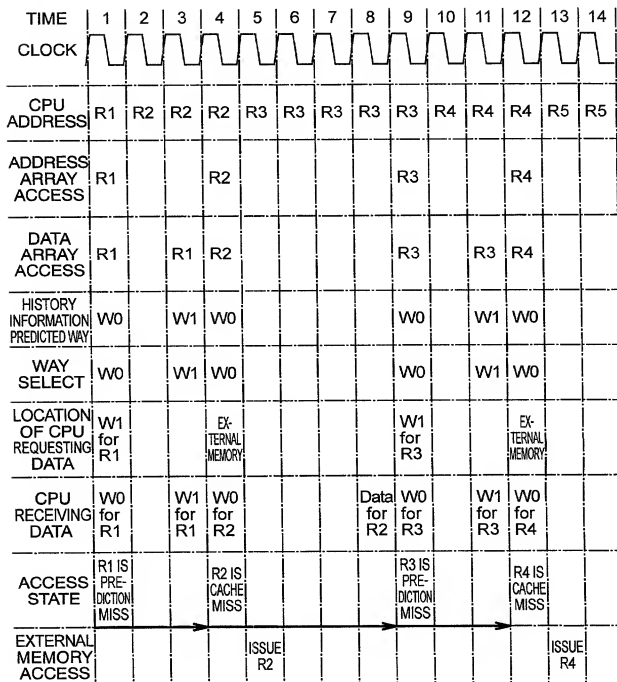 TIME 1 2 3 4 5 6 7 8 9 10 11 12 13 14
CLOCK
CPU
ADDRESS R1 R2 R2 R2 R3 R3 R3 R3 R3 R4 R4 R4 R5 R5
ADDRESS
ARRAY
ACCESS
R1 R2 R3 R4
DATA
ARRAY
ACCESS
R1 R1 R2 R3 R3 R4
HISTORY
INFORMATION
PREDICTED WAY
W0 W1 W0 W0 W1 W0
WAY
SELECT
W0 W1 W0 W0 W1 W0
LOCATION
OF CPU
REQUESTING
DATA
W1
for
R1
EX-
TERNAL
MEMORY
W1
for
R3
EX-
TERNAL
MEMORY
CPU
RECEIVING
DATA
W0
for
R1
W1
for
R1
W0
for
R2
Data
for
R2
W0
for
R3
W1
for
R3
W0
for
R4
ACCESS
STATE
R1 IS
PRE-
DICTION
MISS
R2 IS
CACHE
MISS
R3 IS
PRE-
DICTION
MISS
R4 IS
CACHE
MISS
EXTERNAL
MEMORY
ACCESS
ISSUE
R2
ISSUE
R4